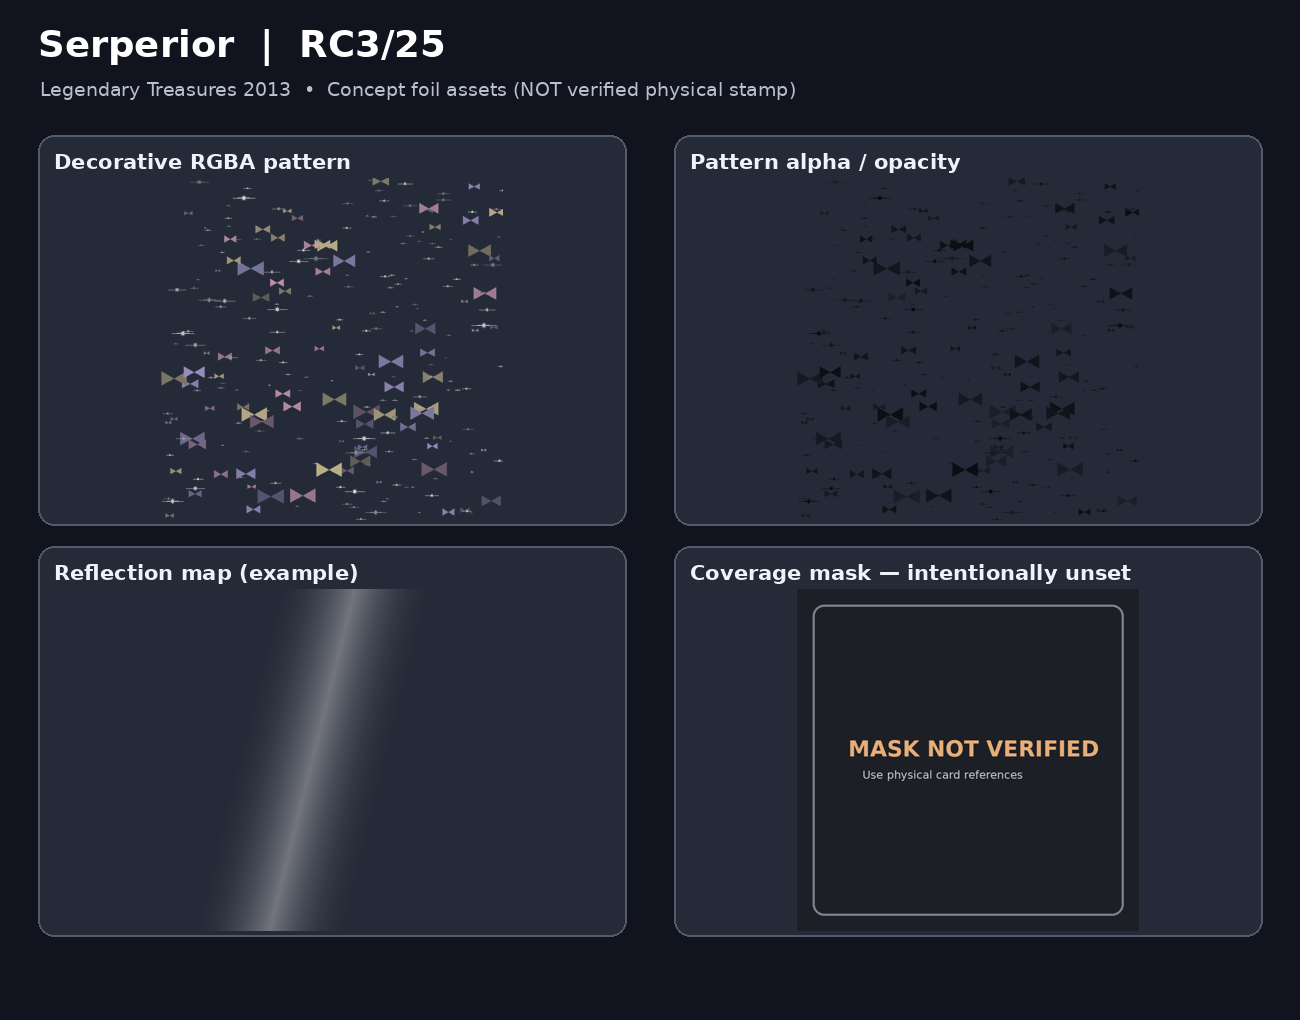 Serperior | RC3/25
Legendary Treasures 2013 • Concept foil assets (NOT verified physical stamp)
Decorative RGBA pattern
Pattern alpha / opacity
Reflection map (example)
Coverage mask — intentionally unset
MASK NOT VERIFIED
Use physical card references